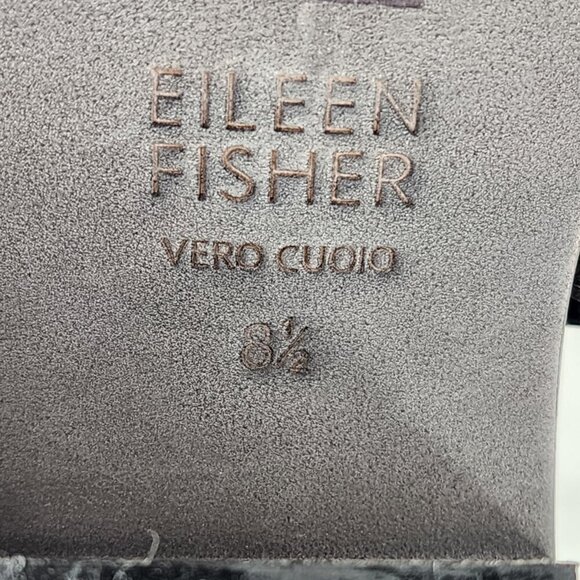 EILEEN
FISHER
VERO CUOIO
8½